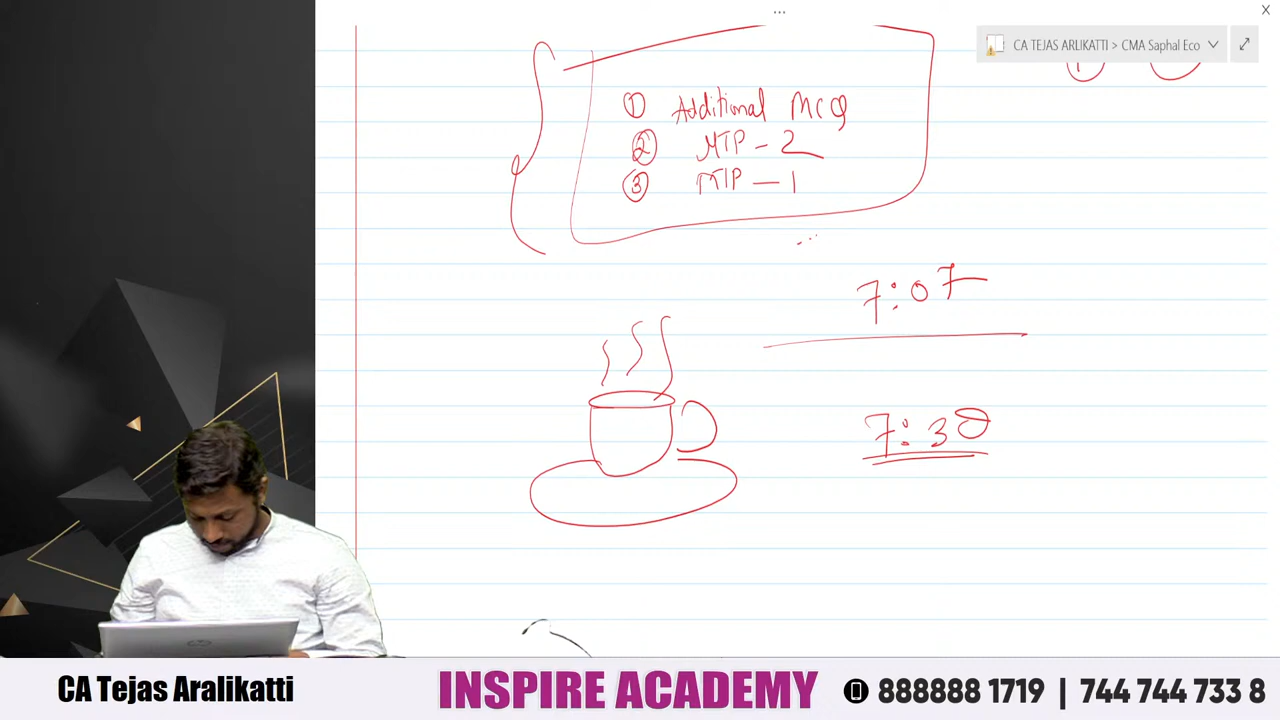 CA TEJAS ARLIKATTI > CMA Saphal Eco
① Additional MCQ
② MTP - 2
③ MTP - 1
7:07
7:30
CA Tejas Aralikatti
INSPIRE ACADEMY
888888 1719 | 744 744 733 8